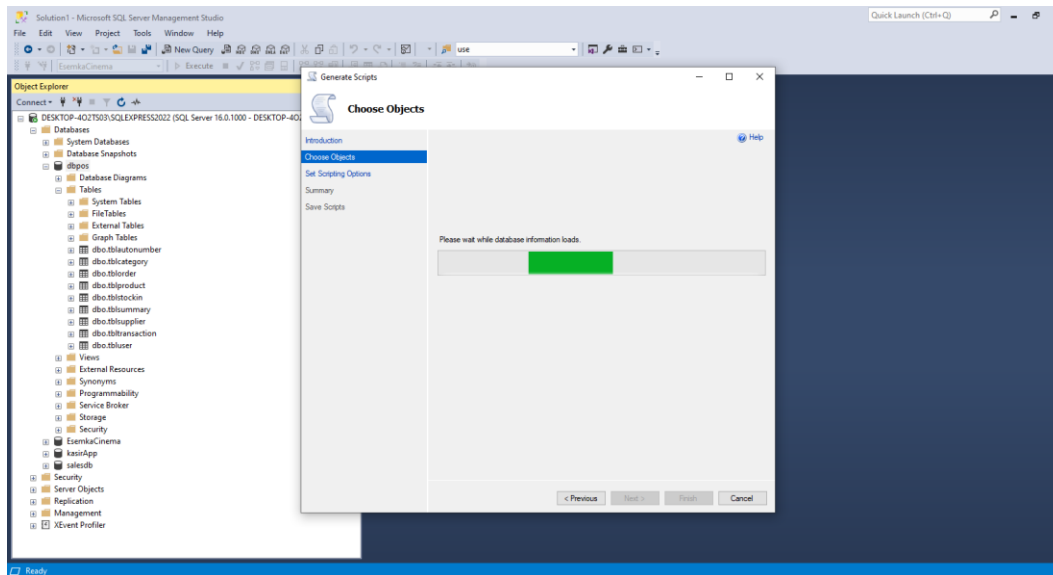 Solution1 - Microsoft SQL Server Management Studio
Quick Launch (Ctrl+Q)
File Edit View Project Tools Window Help
New Query
use
EsemkaCinema
Execute
Object Explorer
Connect
DESKTOP-4O2TS03\SQLEXPRESS2022 (SQL Server 16.0.1000 - DESKTOP-4O2
Databases
System Databases
Database Snapshots
dbpos
Database Diagrams
Tables
System Tables
FileTables
External Tables
Graph Tables
dbo.tblautonumber
dbo.tblcategory
dbo.tblorder
dbo.tblproduct
dbo.tblstockin
dbo.tblsummary
dbo.tblsupplier
dbo.tbltransaction
dbo.tbluser
Views
External Resources
Synonyms
Programmability
Service Broker
Storage
Security
EsemkaCinema
kasirApp
salesdb
Security
Server Objects
Replication
Management
XEvent Profiler
Generate Scripts
Choose Objects
Introduction
Choose Objects
Set Scripting Options
Summary
Save Scripts
Help
Please wait while database information loads.
< Previous Next > Finish Cancel
Ready